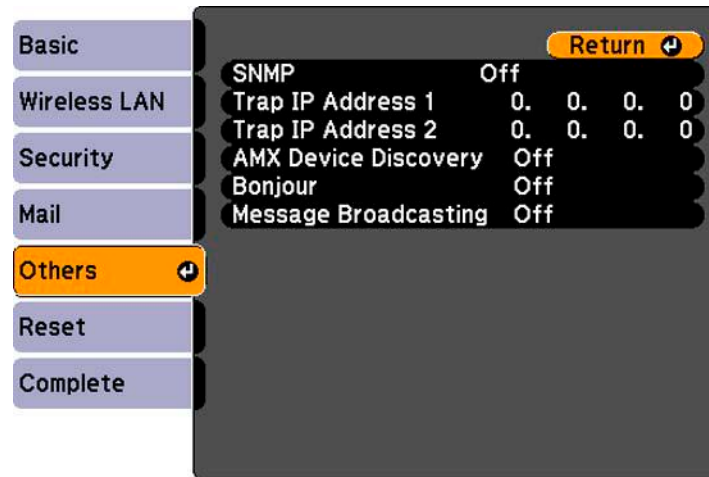 Basic
Wireless LAN
Security
Mail
Others
Reset
Complete
Return
SNMP Off
Trap IP Address 1 0. 0. 0. 0
Trap IP Address 2 0. 0. 0. 0
AMX Device Discovery Off
Bonjour Off
Message Broadcasting Off